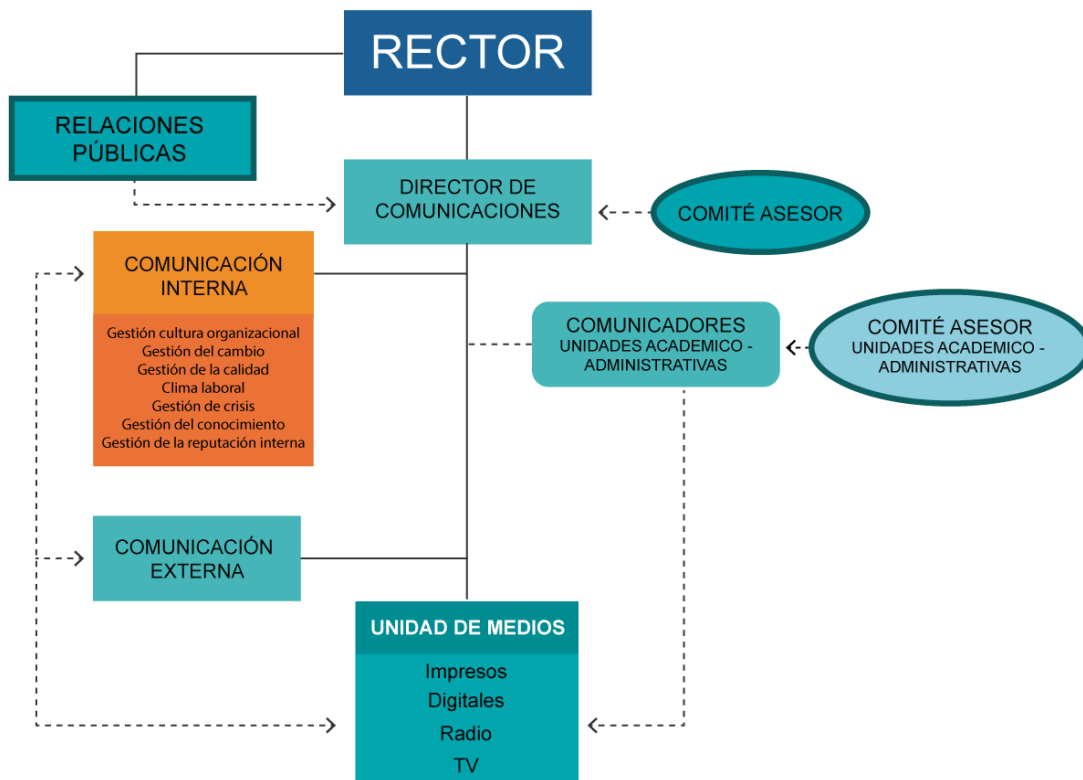 RECTOR
RELACIONES
PÚBLICAS
DIRECTOR DE
COMUNICACIONES
COMITÉ ASESOR
COMUNICACIÓN
INTERNA
Gestión cultura organizacional
Gestión del cambio
Gestión de la calidad
Clima laboral
Gestión de crisis
Gestión del conocimiento
Gestión de la reputación interna
COMUNICADORES
UNIDADES ACADEMICO -
ADMINISTRATIVAS
COMITÉ ASESOR
UNIDADES ACADEMICO -
ADMINISTRATIVAS
COMUNICACIÓN
EXTERNA
UNIDAD DE MEDIOS
Impresos
Digitales
Radio
TV